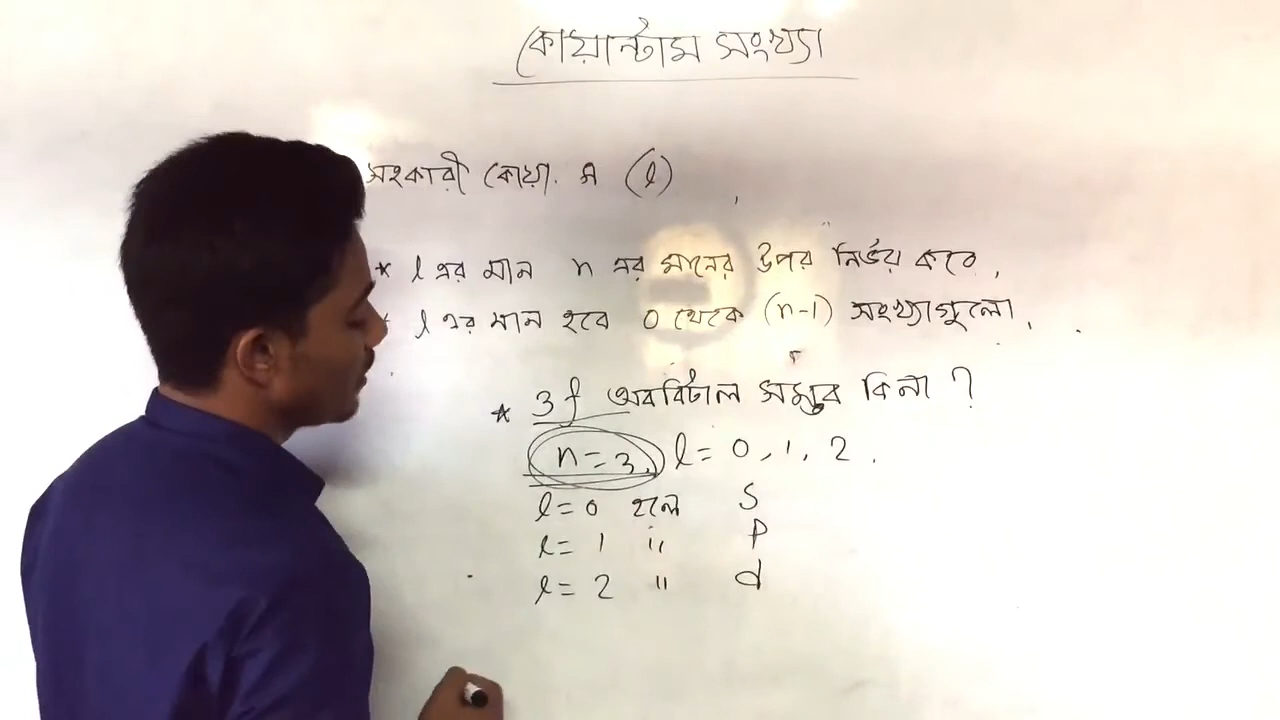 কোয়ান্টাম সংখ্যা
সহকারী কোয়া. স (l)
* l এর মান n এর মানের উপর নির্ভর করে,
* l এর মান হবে 0 থেকে (n-1) সংখ্যাগুলো,
* 3f অরবিটাল সম্ভব কিনা ?
n = 3, l = 0, 1, 2.
l = 0 হলে S
l = 1 " P
l = 2 " d